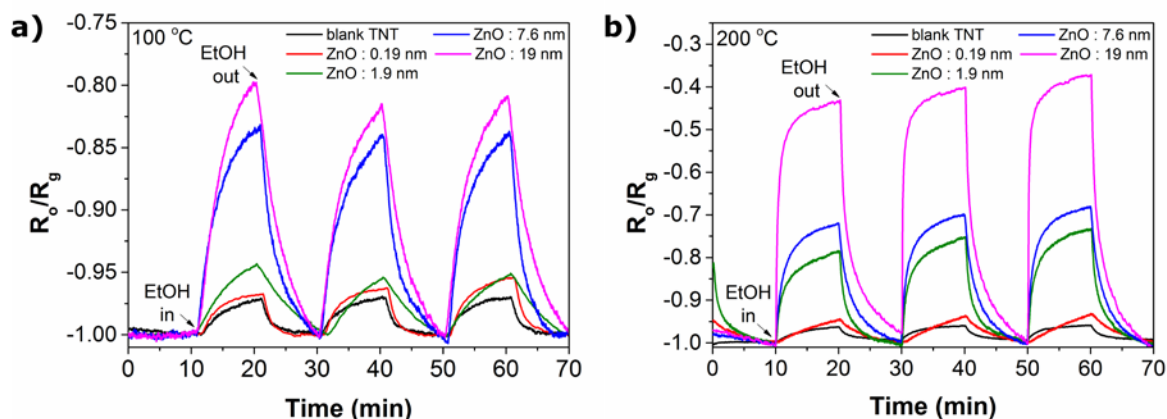 a)
100 °C
blank TNT
ZnO : 0.19 nm
ZnO : 1.9 nm
ZnO : 7.6 nm
ZnO : 19 nm
EtOH
out
EtOH
in
-0.75
-0.80
-0.85
-0.90
-0.95
-1.00
Ro/Rg
0 10 20 30 40 50 60 70
Time (min)
b)
200 °C
blank TNT
ZnO : 0.19 nm
ZnO : 1.9 nm
ZnO : 7.6 nm
ZnO : 19 nm
EtOH
out
EtOH
in
-0.3
-0.4
-0.5
-0.6
-0.7
-0.8
-0.9
-1.0
Ro/Rg
0 10 20 30 40 50 60 70
Time (min)